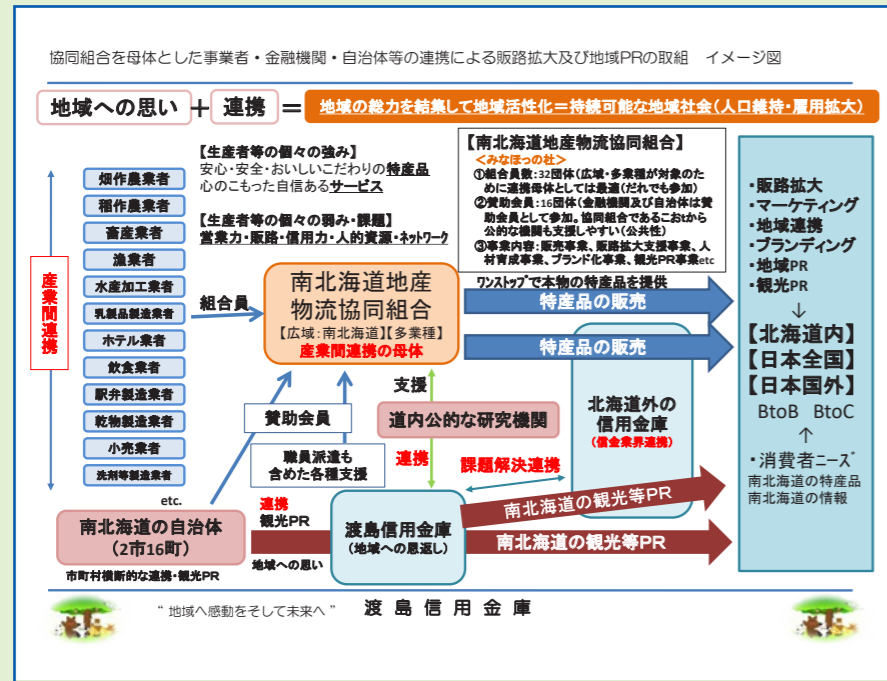 協同組合を母体とした事業者・金融機関・自治体等の連携による販路拡大及び地域PRの取組　イメージ図
地域への思い
＋
連携
＝
地域の総力を結集して地域活性化＝持続可能な地域社会(人口維持・雇用拡大)
産業間連携
畑作農業者
稲作農業者
畜産業者
漁業者
水産加工業者
乳製品製造業者
ホテル業者
飲食業者
駅弁製造業者
乾物製造業者
小売業者
洗剤等製造業者
etc.
【生産者等の個々の強み】
安心・安全・おいしいこだわりの特産品
心のこもった自信あるサービス
【生産者等の個々の弱み・課題】
営業力・販路・信用力・人的資源・ネットワーク
【南北海道地産物流協同組合】
＜みなほっの社＞
①組合員数：32団体(広域・多業種が対象のた
めに連携母体としては最適(だれでも参加)
②賛助会員：16団体(金融機関及び自治体は賛
助会員として参加。協同組合であるこおtから
公的な機関も支援しやすい(公共性)
③事業内容：販売事業、販路拡大支援事業、人
材育成事業、ブランド化事業、観光PR事業etc
ワンストップで本物の特産品を提供
組合員
南北海道地産
物流協同組合
【広域：南北海道】【多業種】
産業間連携の母体
特産品の販売
特産品の販売
支援
賛助会員
道内公的な研究機関
職員派遣も
含めた各種支援
連携
課題解決連携
北海道外の
信用金庫
(信金業界連携)
南北海道の自治体
(2市16町)
市町村横断的な連携・観光PR
連携
観光PR
地域への思い
渡島信用金庫
(地域への恩返し)
南北海道の観光等PR
南北海道の観光等PR
・販路拡大
・マーケティング
・地域連携
・ブランディング
・地域PR
・観光PR
↓
【北海道内】
【日本全国】
【日本国外】
BtoB　BtoC
↑
・消費者ニーズ
南北海道の特産品
南北海道の情報
“ 地域へ感動をそして未来へ ”　渡 島 信 用 金 庫